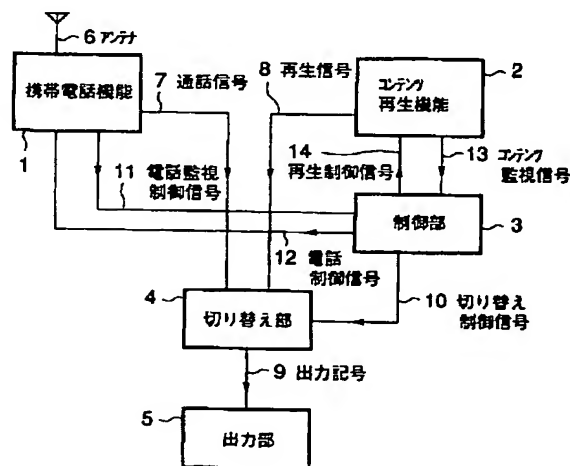 6 アンテナ
携帯電話機能
1
7 通話信号
8 再生信号
コンテンツ
再生機能
2
14
再生制御信号
13 コンテンツ
監視信号
11 電話監視
制御信号
制御部
3
12 電話
制御信号
4
切り替え部
10 切り替え
制御信号
9 出力記号
5
出力部